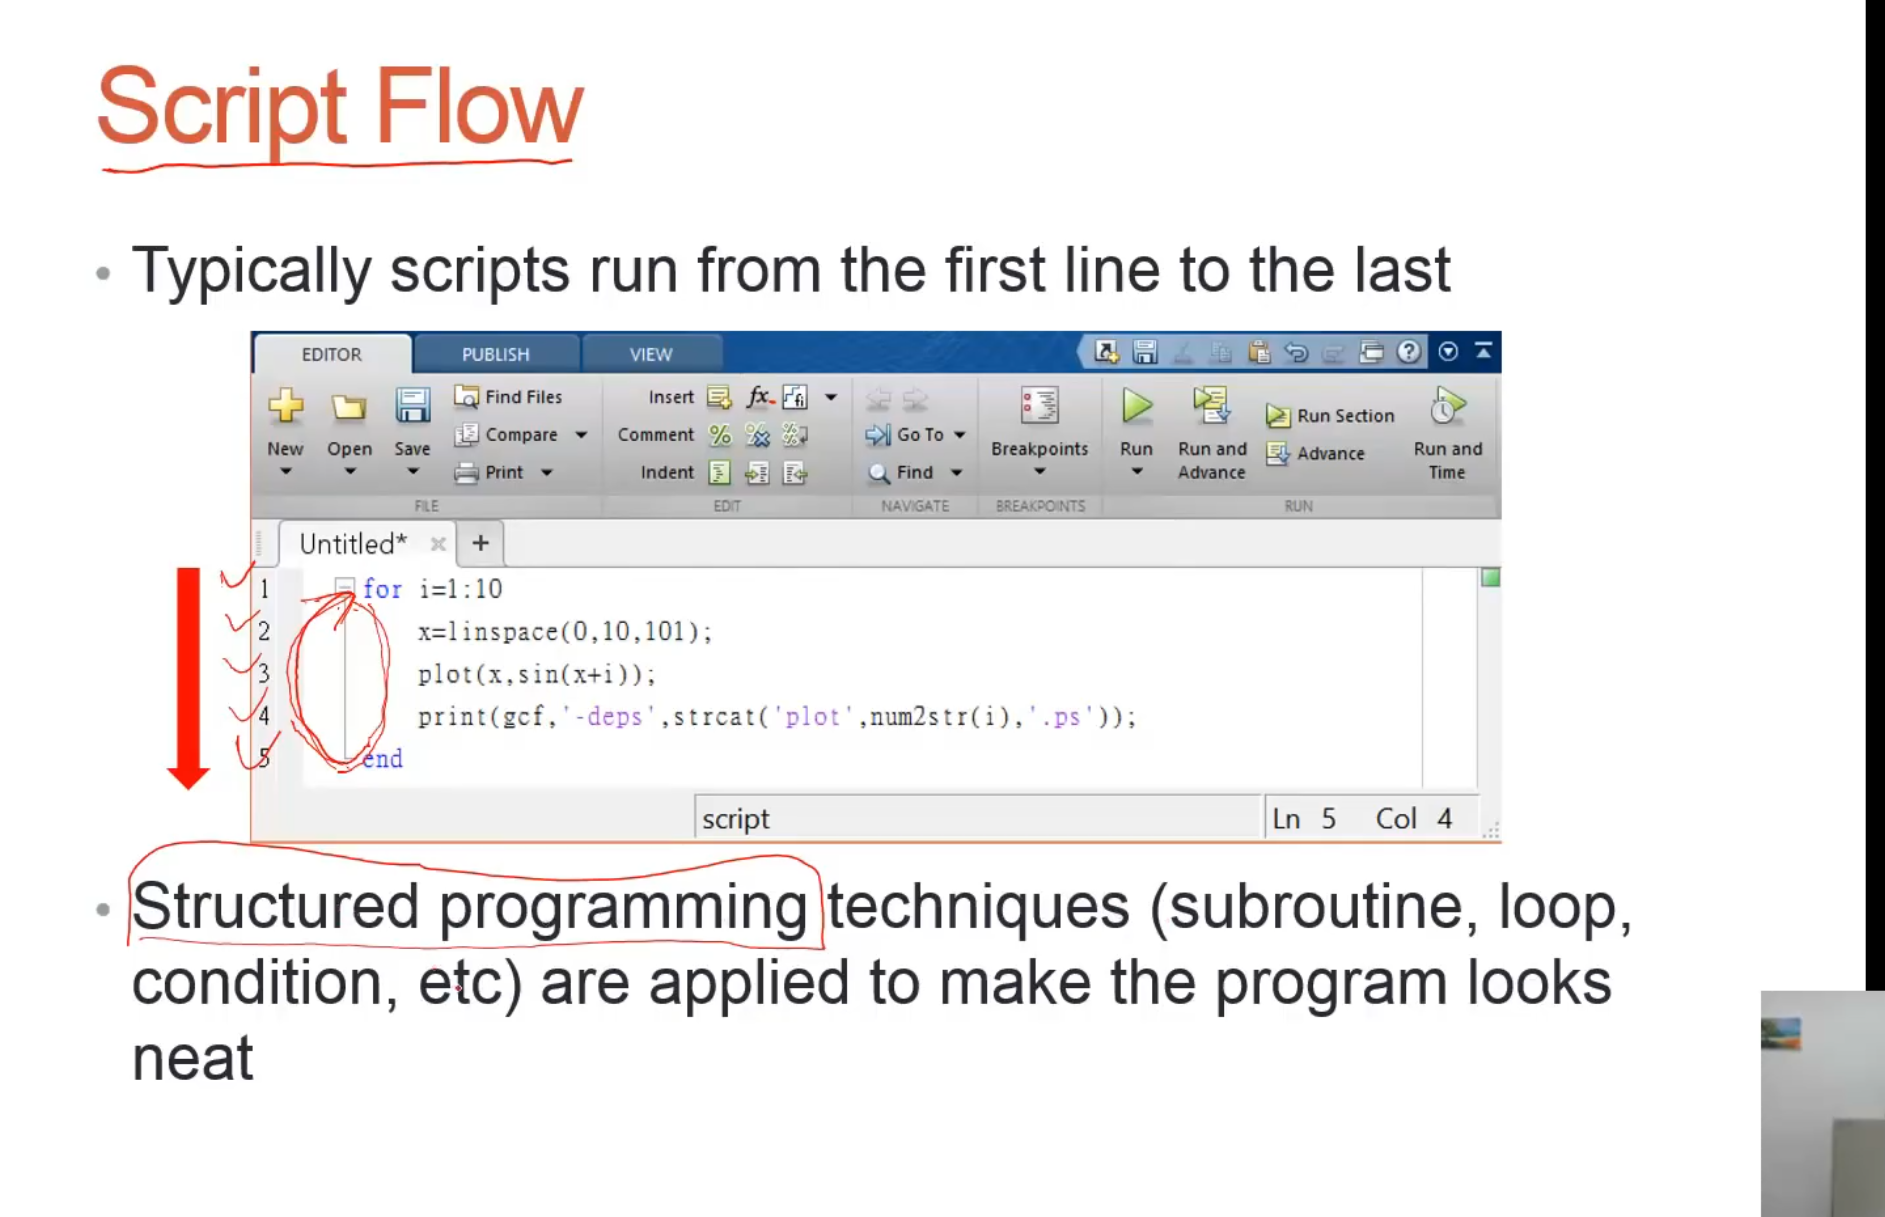 Script Flow
• Typically scripts run from the first line to the last
EDITOR PUBLISH VIEW
New Open Save Find Files Compare Print
FILE
Insert fx
Comment
Indent
EDIT
Go To
Find
NAVIGATE
Breakpoints
BREAKPOINTS
Run Run and Advance Run Section Advance Run and Time
RUN
Untitled* × +
1 for i=1:10
2 x=linspace(0,10,101);
3 plot(x,sin(x+i));
4 print(gcf,'-deps',strcat('plot',num2str(i),'.ps'));
5 end
script Ln 5 Col 4
• Structured programming techniques (subroutine, loop,
condition, etc) are applied to make the program looks
neat